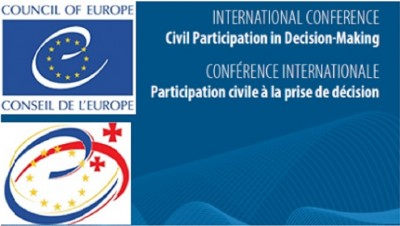 COUNCIL OF EUROPE
CONSEIL DE L'EUROPE
INTERNATIONAL CONFERENCE
Civil Participation in Decision-Making
CONFÉRENCE INTERNATIONALE
Participation civile à la prise de décision